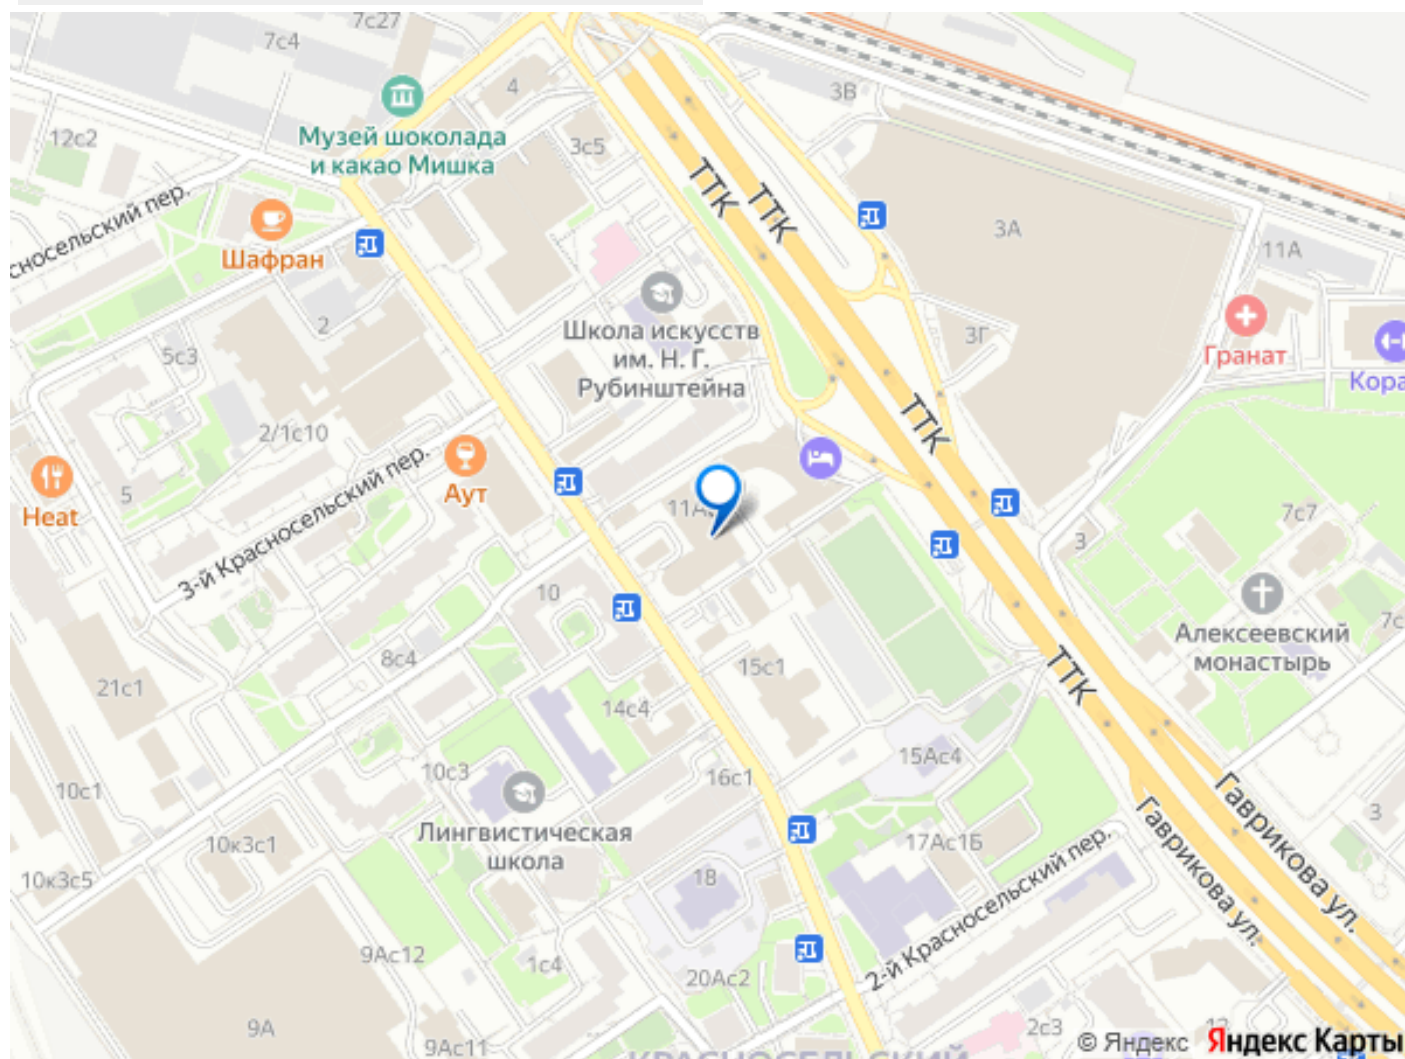 7с27
7с4
4
3В
Музей шоколада
и какао Мишка
12с2
3с5
ТТК
ТТК
сносельский пер.
Шафран
3А
11А
Школа искусств
им. Н. Г.
Рубинштейна
2
5с3
3Г
Гранат
Кора
ТТК
2/1с10
3-й Красносельский пер.
Аут
5
Heat
11А
7с7
3
10
Алексеевский
монастырь
7с
8с4
15с1
ТТК
21с1
14с4
15Ас4
10с3
16с1
10с1
Лингвистическая
школа
Гаврикова ул.
Гаврикова ул.
3
10к3с1
17Ас1Б
10к3с5
18
2-й Красносельский пер.
9Ас12
1с4
20Ас2
9А
9Ас11
2с3
КРАСНОСЕЛЬСКИЙ
© Яндекс Яндекс Карты